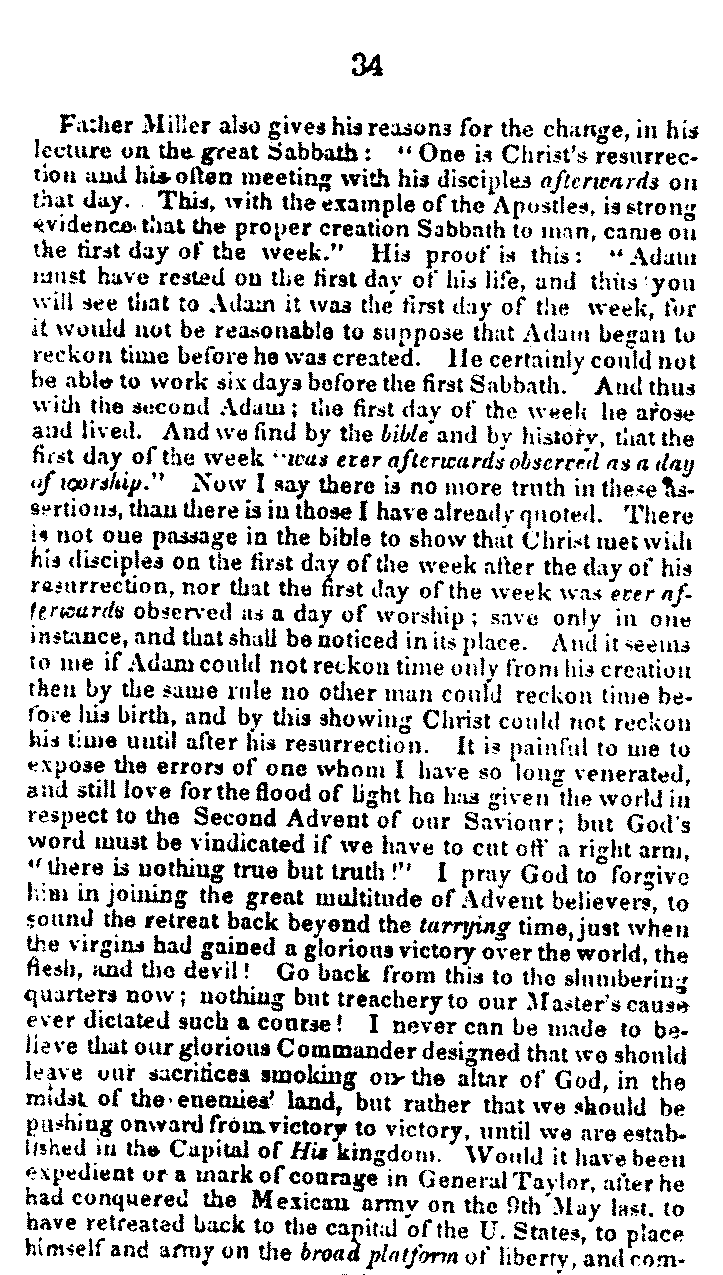 34
Father Miller also gives his reasons for the change, in his
lecture on the great Sabbath: "One is Christ's resurrec-
tion and his often meeting with his disciples afterwards on
that day. This, with the example of the Apostles, is strong
evidence that the proper creation Sabbath to man, came on
the first day of the week." His proof is this: "Adam
must have rested on the first day of his life, and thus you
will see that to Adam it was the first day of the week, for
it would not be reasonable to suppose that Adam began to
reckon time before he was created. He certainly could not
be able to work six days before the first Sabbath. And thus
with the second Adam; the first day of the week he arose
and lived. And we find by the bible and by history, that the
first day of the week "was ever afterwards observed as a day
of worship." Now I say there is no more truth in these as-
sertions, than there is in those I have already quoted. There
is not one passage in the bible to show that Christ met with
his disciples on the first day of the week after the day of his
resurrection, nor that the first day of the week was ever af-
terwards observed as a day of worship; save only in one
instance, and that shall be noticed in its place. And it seems
to me if Adam could not reckon time only from his creation
then by the same rule no other man could reckon time be-
fore his birth, and by this showing Christ could not reckon
his time until after his resurrection. It is painful to me to
expose the errors of one whom I have so long venerated,
and still love for the flood of light he has given the world in
respect to the Second Advent of our Saviour; but God's
word must be vindicated if we have to cut off a right arm,
"there is nothing true but truth!" I pray God to forgive
him in joining the great multitude of Advent believers, to
sound the retreat back beyond the tarrying time, just when
the virgins had gained a glorious victory over the world, the
flesh, and the devil! Go back from this to the slumbering
quarters now; nothing but treachery to our Master's cause
ever dictated such a course! I never can be made to be-
lieve that our glorious Commander designed that we should
leave our sacrifices smoking on the altar of God, in the
midst of the enemies' land, but rather that we should be
pushing onward from victory to victory, until we are estab-
lished in the Capital of His kingdom. Would it have been
expedient or a mark of courage in General Taylor, after he
had conquered the Mexican army on the 9th May last, to
have retreated back to the capital of the U. States, to place
himself and army on the broad platform of liberty, and com-